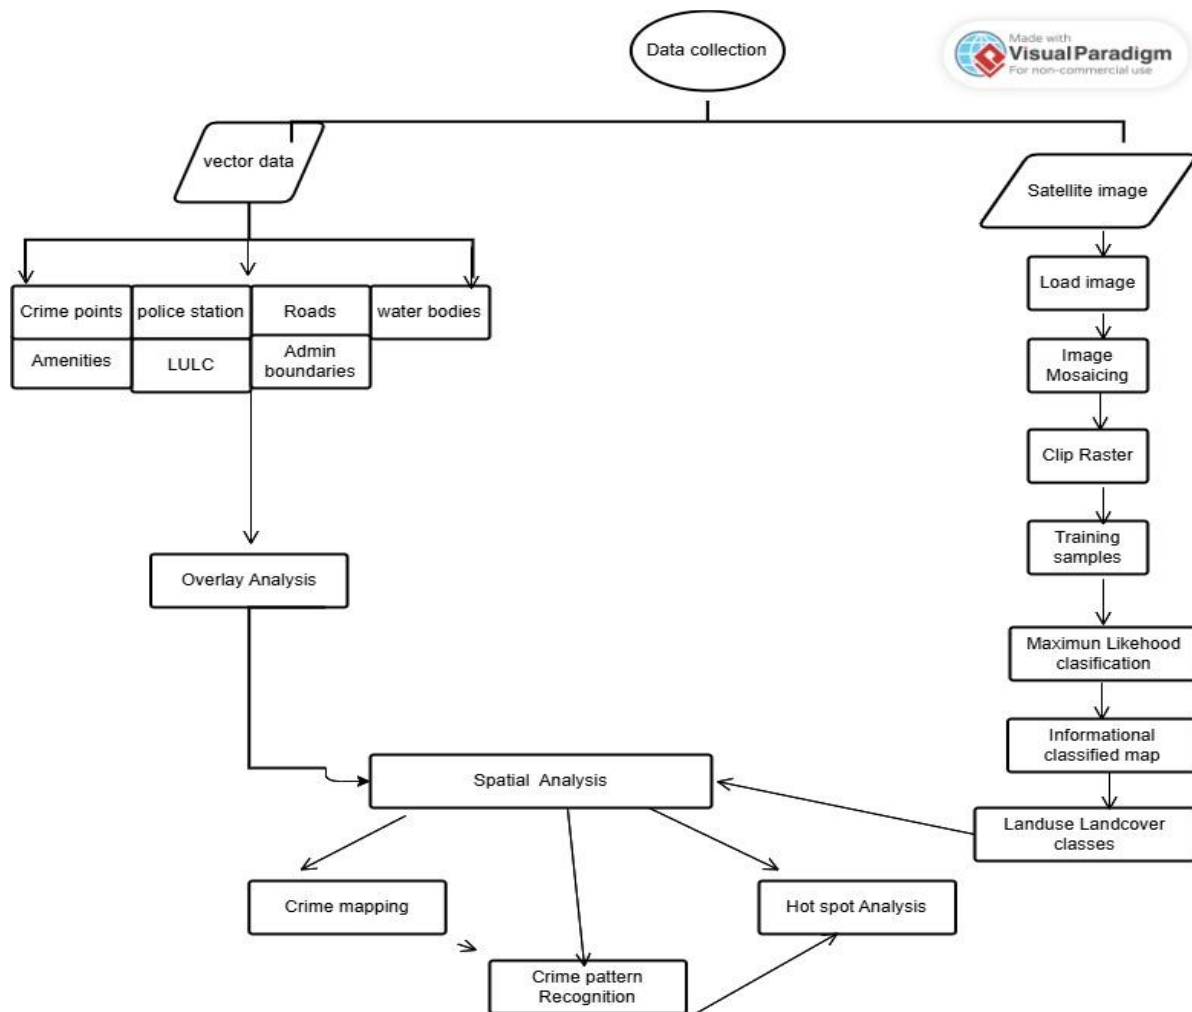 Data collection
Made with
Visual Paradigm
For non-commercial use
vector data
Satellite image
Load image
Crime points
police station
Roads
water bodies
Amenities
LULC
Admin
boundaries
Image
Mosaicing
Clip Raster
Training
samples
Overlay Analysis
Maximun Likehood
clasification
Informational
classified map
Spatial Analysis
Landuse Landcover
classes
Crime mapping
Hot spot Analysis
Crime pattern
Recognition